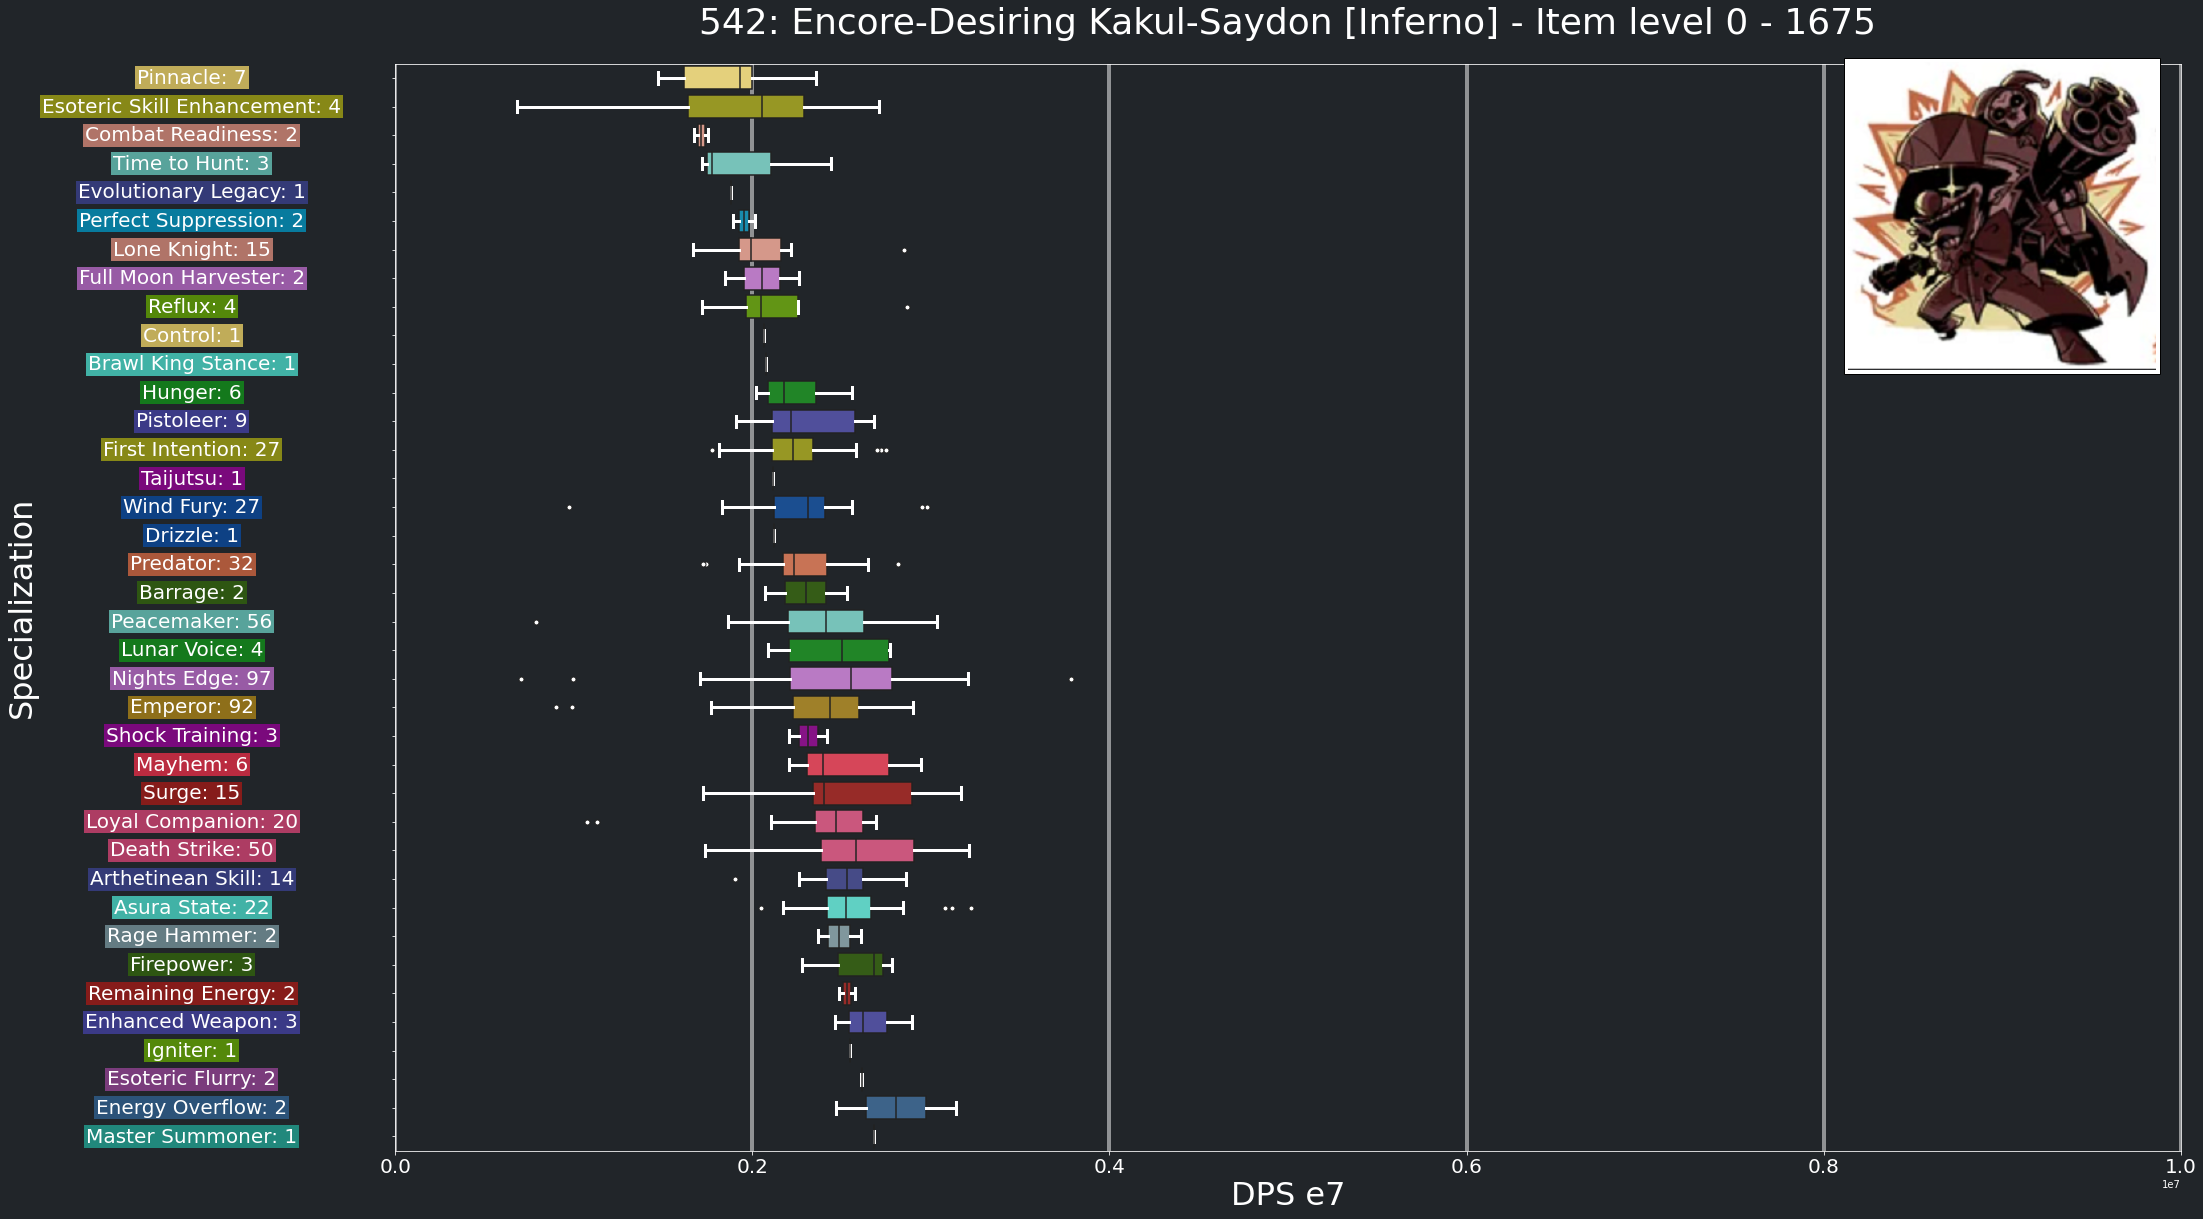 542: Encore-Desiring Kakul-Saydon [Inferno] - Item level 0 - 1675
Pinnacle: 7
Esoteric Skill Enhancement: 4
Combat Readiness: 2
Time to Hunt: 3
Evolutionary Legacy: 1
Perfect Suppression: 2
Lone Knight: 15
Full Moon Harvester: 2
Reflux: 4
Control: 1
Brawl King Stance: 1
Hunger: 6
Pistoleer: 9
First Intention: 27
Taijutsu: 1
Wind Fury: 27
Drizzle: 1
Predator: 32
Barrage: 2
Peacemaker: 56
Lunar Voice: 4
Nights Edge: 97
Emperor: 92
Shock Training: 3
Mayhem: 6
Surge: 15
Loyal Companion: 20
Death Strike: 50
Arthetinean Skill: 14
Asura State: 22
Rage Hammer: 2
Firepower: 3
Remaining Energy: 2
Enhanced Weapon: 3
Igniter: 1
Esoteric Flurry: 2
Energy Overflow: 2
Master Summoner: 1
Specialization
0.0 0.2 0.4 0.6 0.8 1.0
1e7
DPS e7